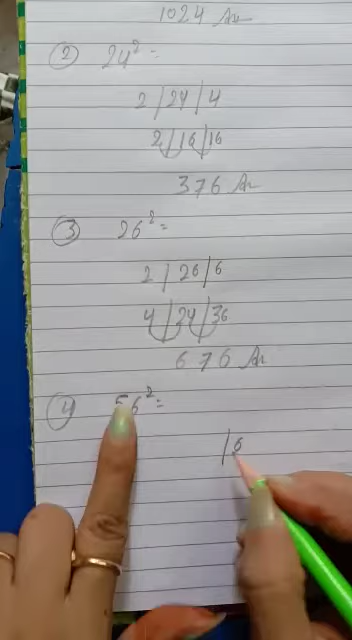 1024 Ans
② 24² =
2 / 24 / 4
2 / 16 / 16
376 Ans
③ 26² =
2 / 26 / 6
4 / 24 / 36
676 Ans
④ 56² =
/ 6